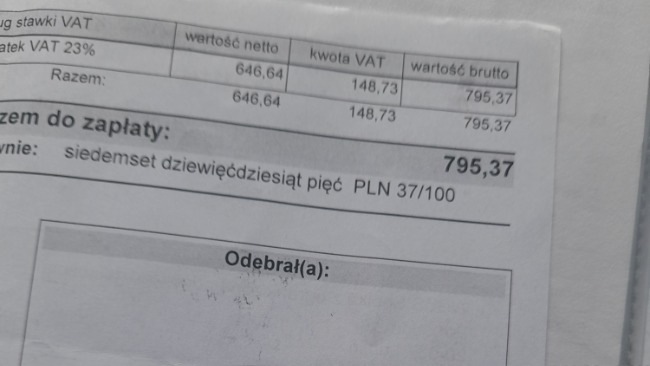 ug stawki VAT wartość netto kwota VAT wartość brutto
atek VAT 23% 646,64 148,73 795,37
Razem: 646,64 148,73 795,37
zem do zapłaty: 795,37
wnie: siedemset dziewięćdziesiąt pięć PLN 37/100
Odebrał(a):